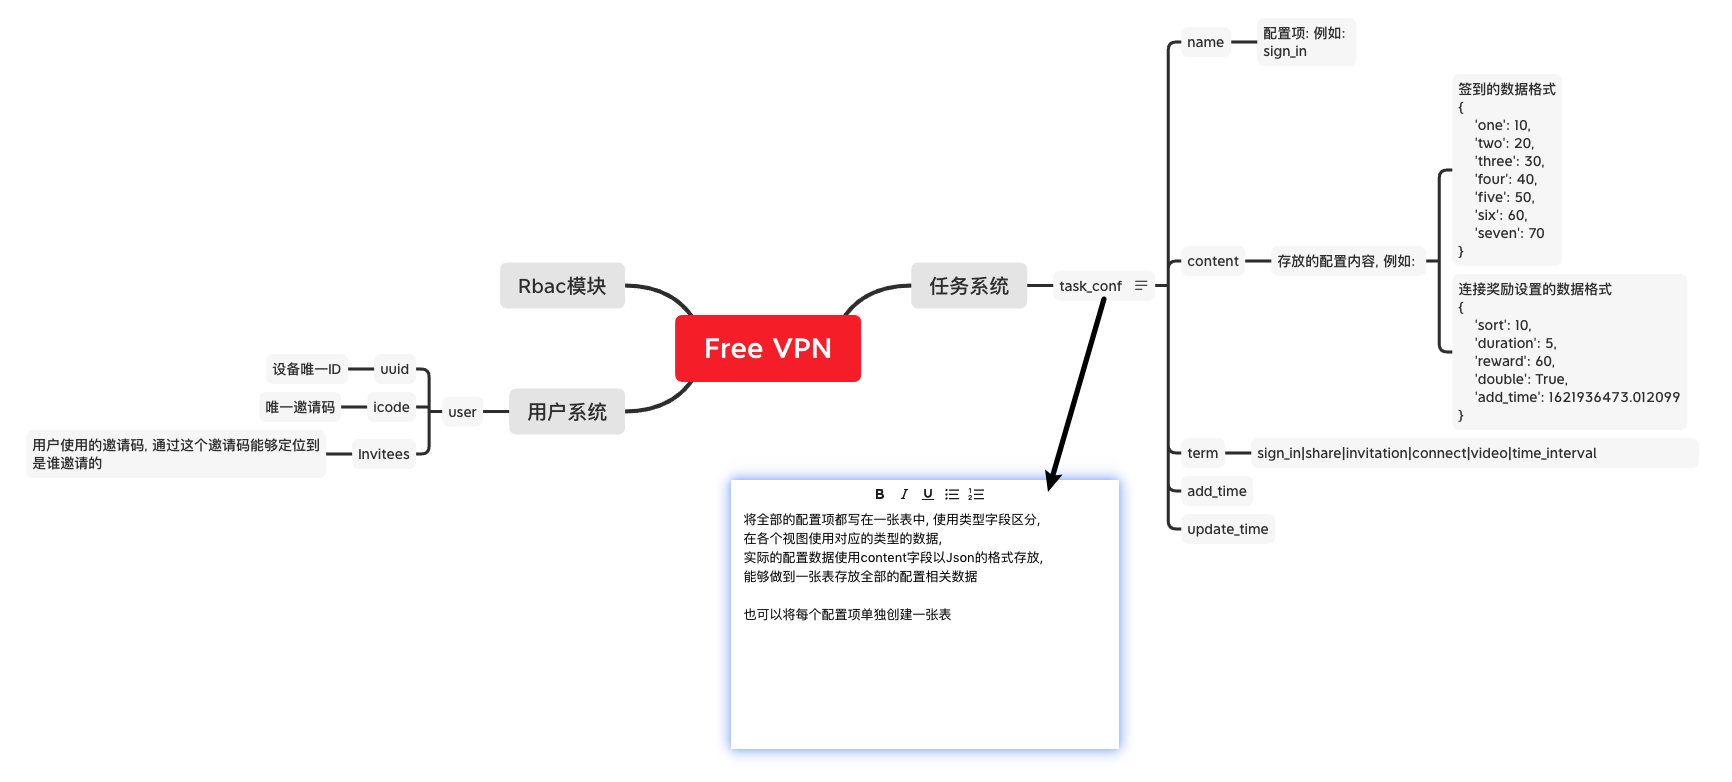 Free VPN
Rbac模块
用户系统
user
uuid
设备唯一ID
icode
唯一邀请码
Invitees
用户使用的邀请码, 通过这个邀请码能够定位到
是谁邀请的
任务系统
task_conf
name
配置项: 例如:
sign_in
content
存放的配置内容, 例如:
签到的数据格式
{
'one': 10,
'two': 20,
'three': 30,
'four': 40,
'five': 50,
'six': 60,
'seven': 70
}
连接奖励设置的数据格式
{
'sort': 10,
'duration': 5,
'reward': 60,
'double': True,
'add_time': 1621936473.012099
}
term
sign_in|share|invitation|connect|video|time_interval
add_time
update_time
B I U
将全部的配置项都写在一张表中, 使用类型字段区分,
在各个视图使用对应的类型的数据,
实际的配置数据使用content字段以Json的格式存放,
能够做到一张表存放全部的配置相关数据
也可以将每个配置项单独创建一张表